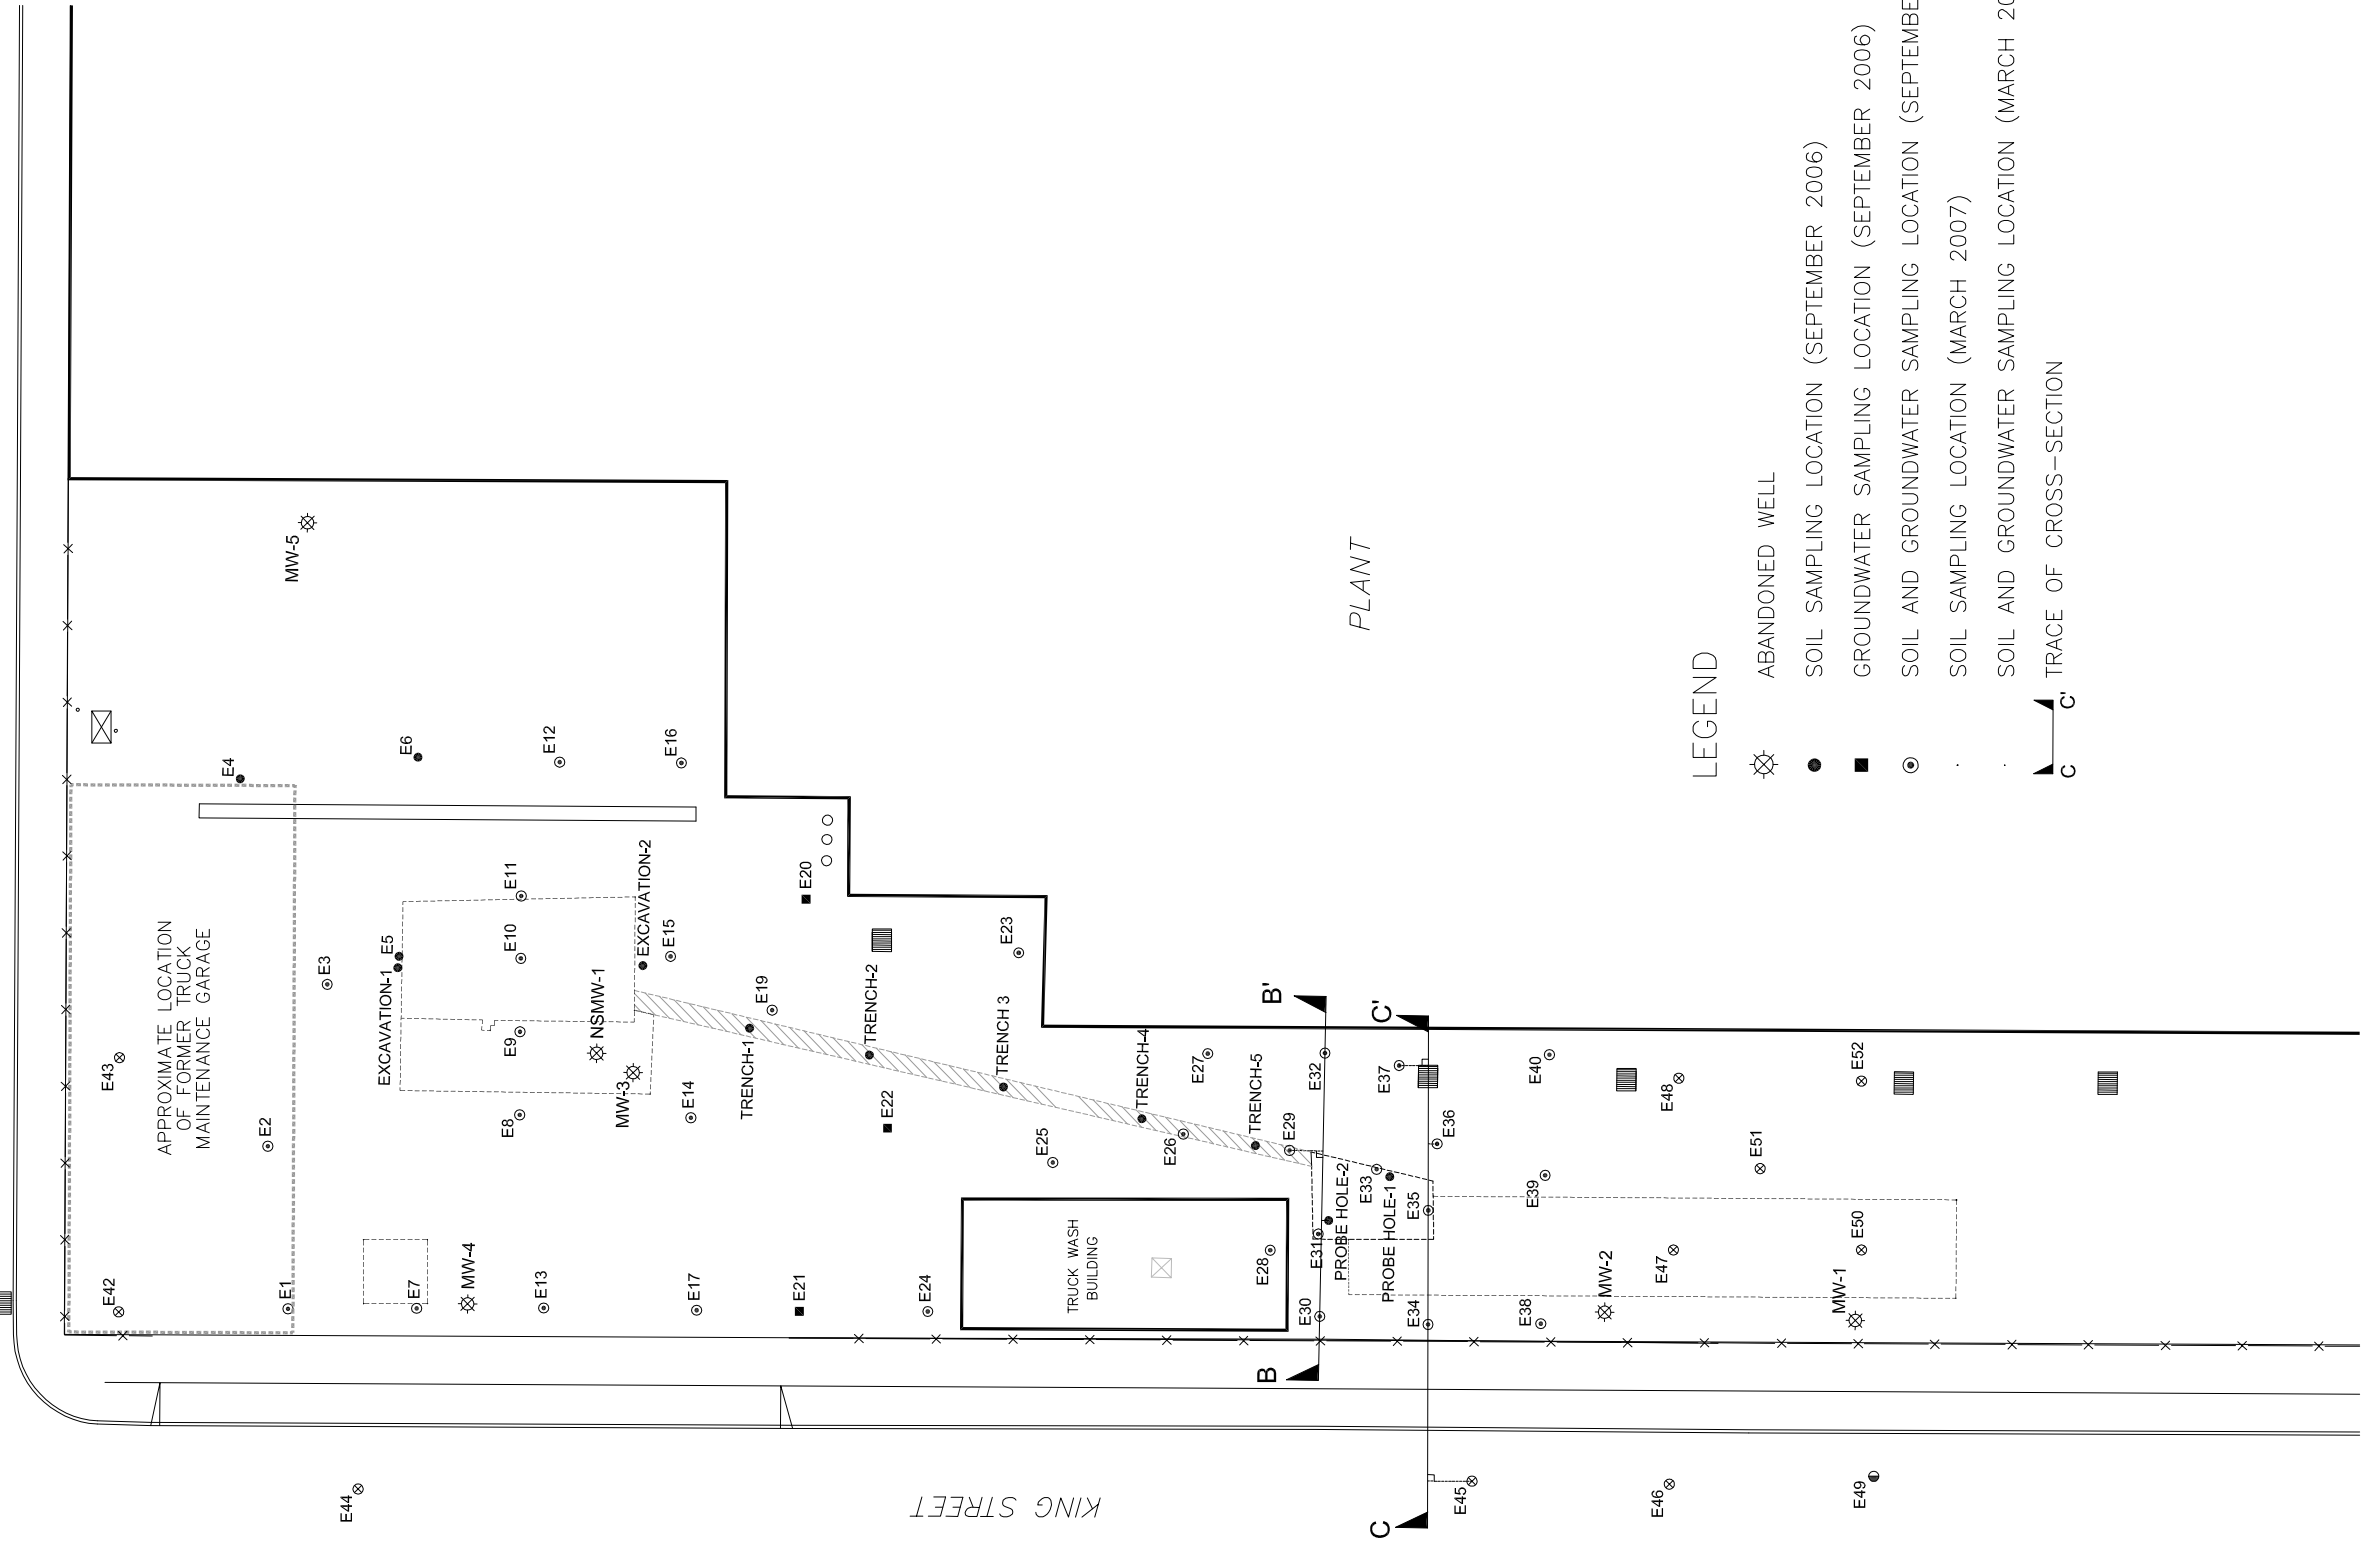 APPROXIMATE LOCATION
OF FORMER TRUCK
MAINTENANCE GARAGE
E42
E43
E1
E2
E3
E4
MW-5
E44
E7
EXCAVATION-1
E5
E6
MW-4
E8
E9
E10
E11
E12
E13
NSMW-1
MW-3
EXCAVATION-2
E14
E15
E16
E17
TRENCH-1
E19
E20
E21
E22
TRENCH-2
E24
E23
TRENCH 3
E25
TRUCK WASH
BUILDING
TRENCH-4
E26
E27
TRENCH-5
E28
E29
E30
E31
E32
B
B'
PROBE HOLE-2
E33
PROBE HOLE-1
E37
C
C'
E34
E35
E36
E45
E38
E39
E40
MW-2
E47
E48
E46
E51
MW-1
E50
E52
E49
KING STREET
PLANT
LEGEND
ABANDONED WELL
SOIL SAMPLING LOCATION (SEPTEMBER 2006)
GROUNDWATER SAMPLING LOCATION (SEPTEMBER 2006)
SOIL AND GROUNDWATER SAMPLING LOCATION (SEPTEMBE
SOIL SAMPLING LOCATION (MARCH 2007)
SOIL AND GROUNDWATER SAMPLING LOCATION (MARCH 20
C C' TRACE OF CROSS-SECTION